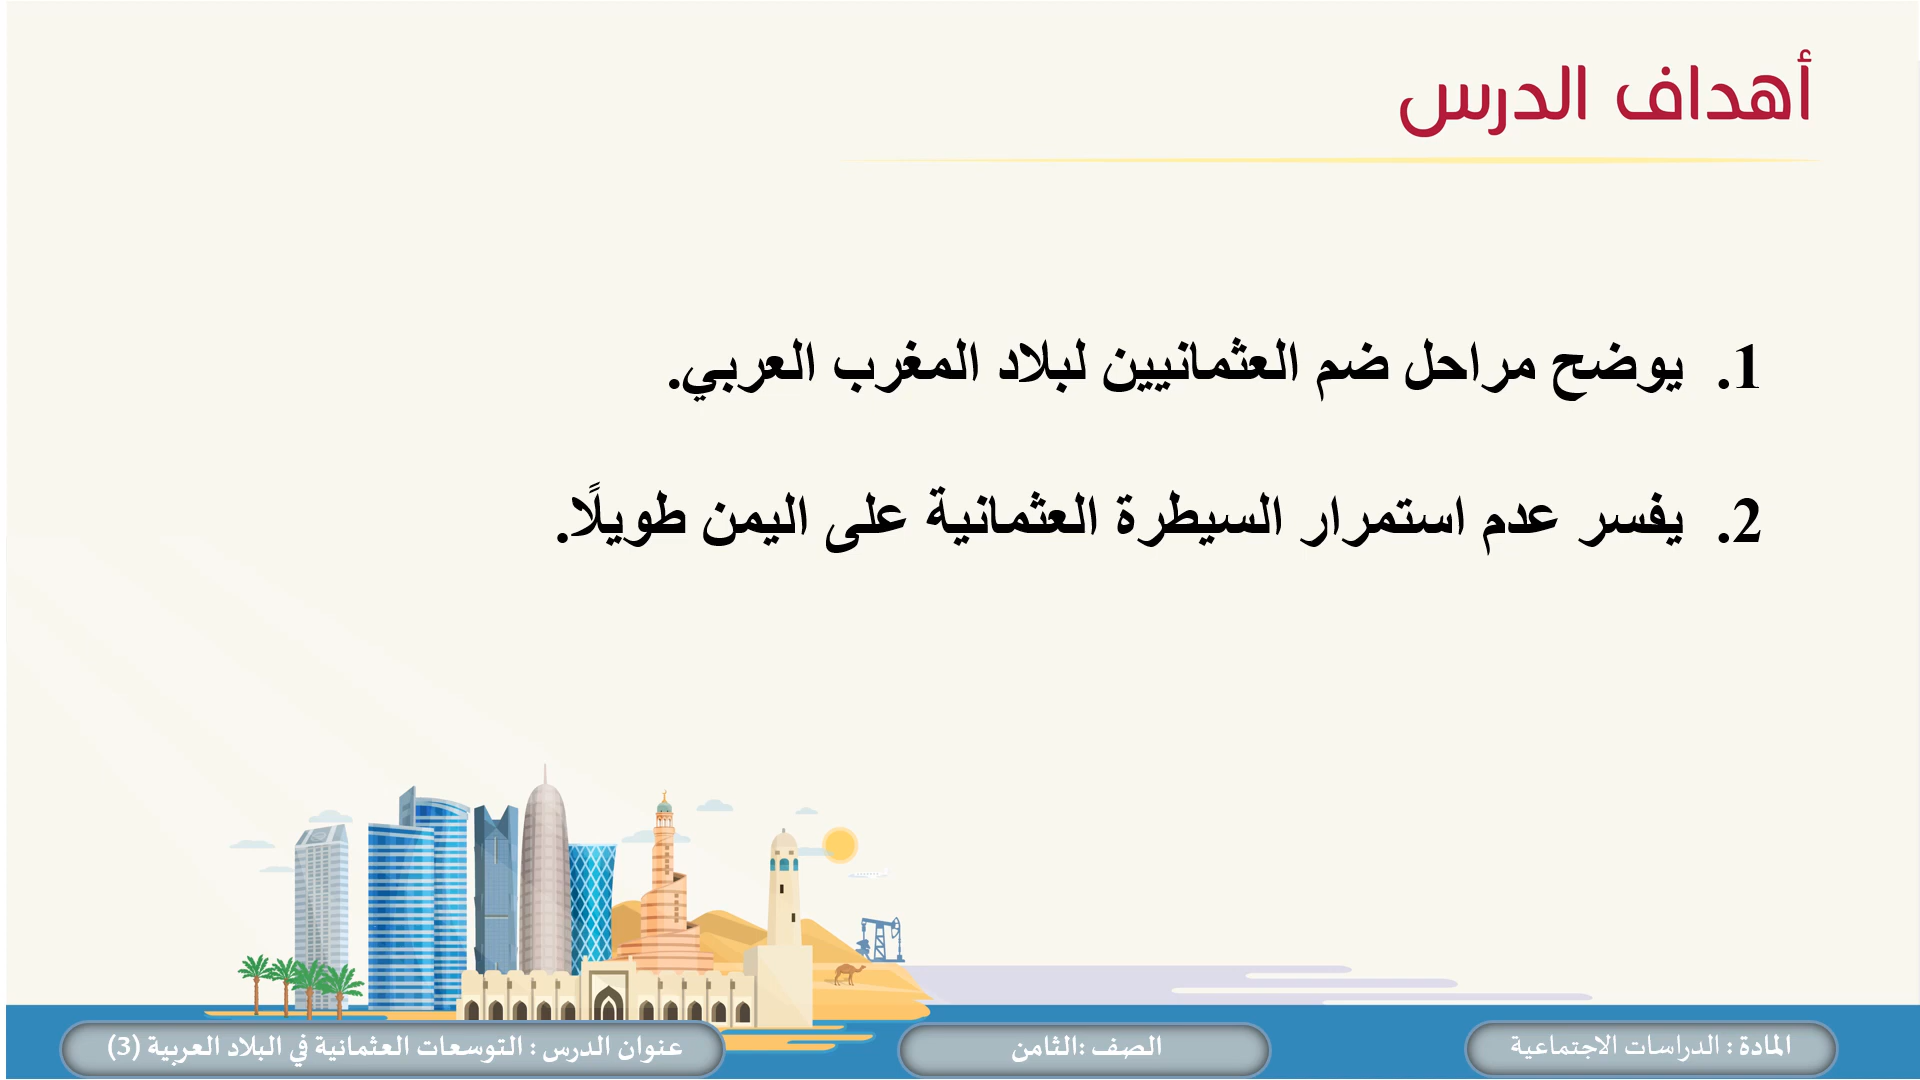 أهداف الدرس
1. يوضح مراحل ضم العثمانيين لبلاد المغرب العربي.
2. يفسر عدم استمرار السيطرة العثمانية على اليمن طويلًا.
المادة : الدراسات الاجتماعية
الصف :الثامن
عنوان الدرس : التوسعات العثمانية في البلاد العربية (3)